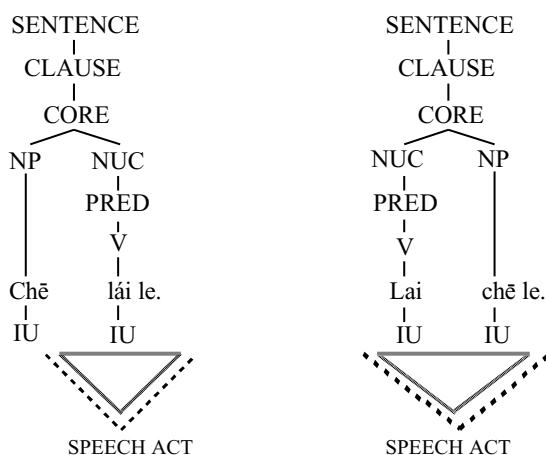 SENTENCE
CLAUSE
CORE
NP NUC
PRED
V
Chē lái le.
IU IU
SPEECH ACT
SENTENCE
CLAUSE
CORE
NUC NP
PRED
V
Lai chē le.
IU IU
SPEECH ACT